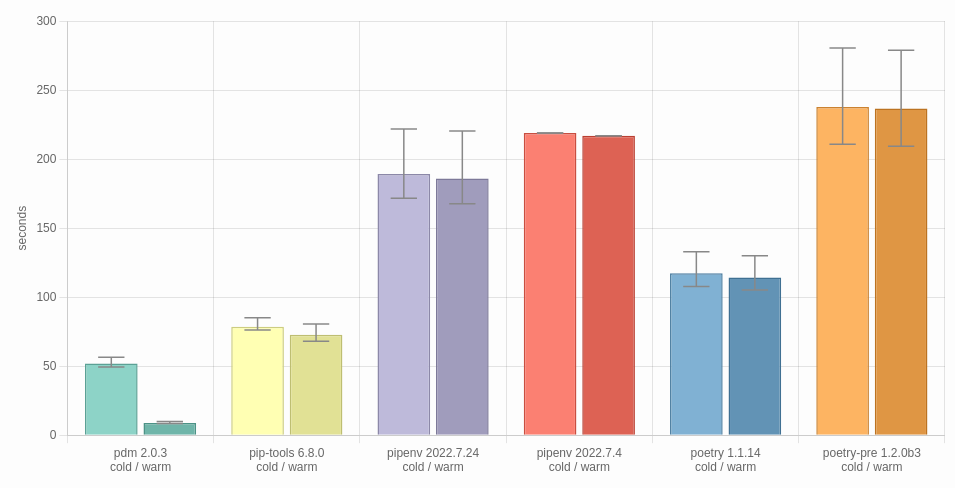 300
250
200
150
100
50
0
seconds
pdm 2.0.3
cold / warm
pip-tools 6.8.0
cold / warm
pipenv 2022.7.24
cold / warm
pipenv 2022.7.4
cold / warm
poetry 1.1.14
cold / warm
poetry-pre 1.2.0b3
cold / warm